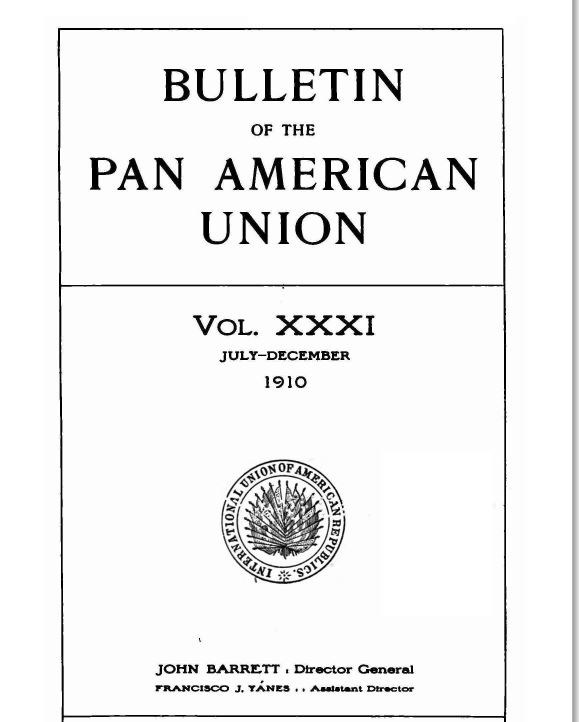 BULLETIN
OF THE
PAN AMERICAN
UNION
VOL. XXXI
JULY–DECEMBER
1910
INTERNATIONAL UNION OF AMERICAN REPUBLICS.
JOHN BARRETT : Director General
FRANCISCO J. YÁNES : : Assistant Director